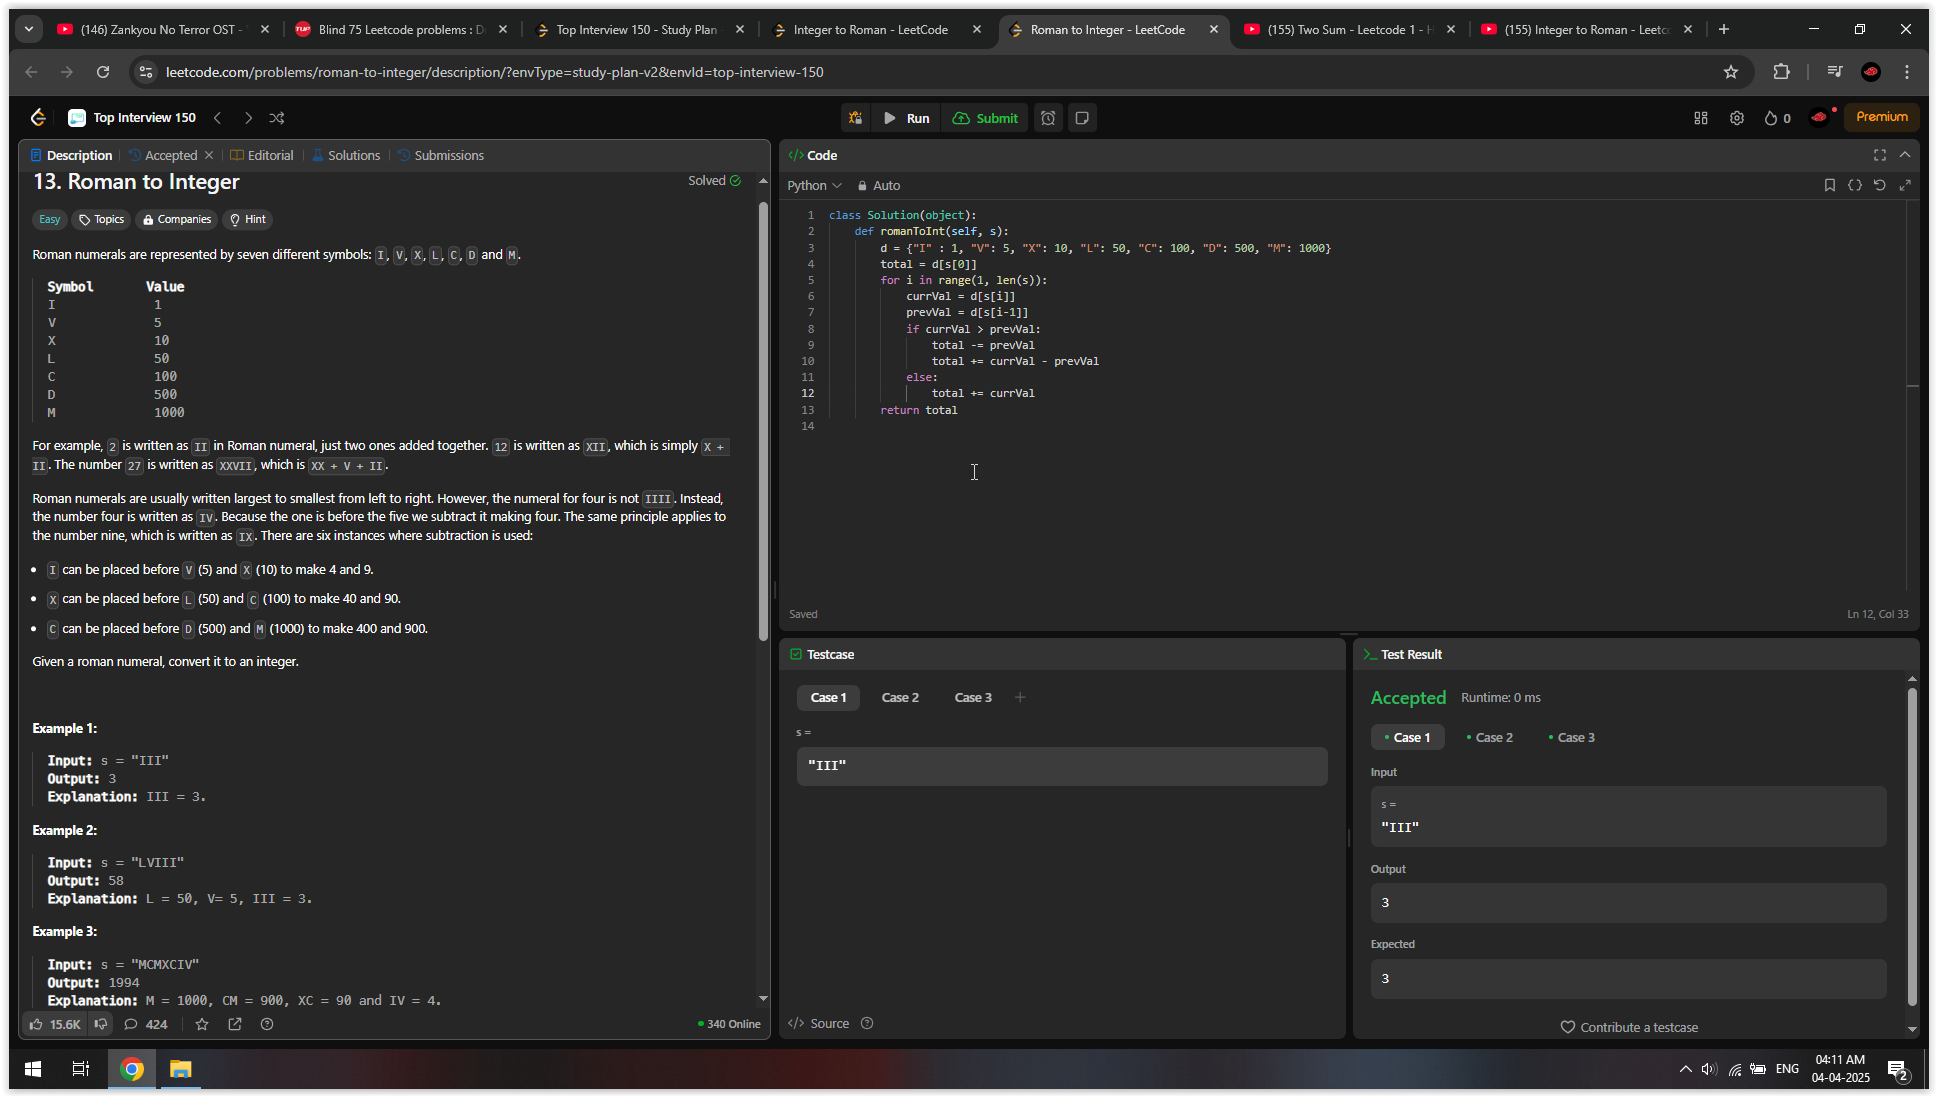 (146) Zankyou No Terror OST -
Blind 75 Leetcode problems : D
Top Interview 150 - Study Plan
Integer to Roman - LeetCode
Roman to Integer - LeetCode
(155) Two Sum - Leetcode 1 - H
(155) Integer to Roman - Leetc
leetcode.com/problems/roman-to-integer/description/?envType=study-plan-v2&envId=top-interview-150
Top Interview 150
Run
Submit
0
Premium
Description
Accepted
Editorial
Solutions
Submissions
13. Roman to Integer
Solved
Easy
Topics
Companies
Hint
Roman numerals are represented by seven different symbols: I, V, X, L, C, D and M.
Symbol Value
I 1
V 5
X 10
L 50
C 100
D 500
M 1000
For example, 2 is written as II in Roman numeral, just two ones added together. 12 is written as XII, which is simply X +
II. The number 27 is written as XXVII, which is XX + V + II.
Roman numerals are usually written largest to smallest from left to right. However, the numeral for four is not IIII. Instead,
the number four is written as IV. Because the one is before the five we subtract it making four. The same principle applies to
the number nine, which is written as IX. There are six instances where subtraction is used:
• I can be placed before V (5) and X (10) to make 4 and 9.
• X can be placed before L (50) and C (100) to make 40 and 90.
• C can be placed before D (500) and M (1000) to make 400 and 900.
Given a roman numeral, convert it to an integer.
Example 1:
Input: s = "III"
Output: 3
Explanation: III = 3.
Example 2:
Input: s = "LVIII"
Output: 58
Explanation: L = 50, V= 5, III = 3.
Example 3:
Input: s = "MCMXCIV"
Output: 1994
Explanation: M = 1000, CM = 900, XC = 90 and IV = 4.
15.6K
424
340 Online
</> Code
Python
Auto
1 class Solution(object):
2 def romanToInt(self, s):
3 d = {"I" : 1, "V": 5, "X": 10, "L": 50, "C": 100, "D": 500, "M": 1000}
4 total = d[s[0]]
5 for i in range(1, len(s)):
6 currVal = d[s[i]]
7 prevVal = d[s[i-1]]
8 if currVal > prevVal:
9 total -= prevVal
10 total += currVal - prevVal
11 else:
12 total += currVal
13 return total
14
Saved
Ln 12, Col 33
Testcase
Case 1
Case 2
Case 3
+
s =
"III"
</> Source
>_ Test Result
Accepted
Runtime: 0 ms
• Case 1
• Case 2
• Case 3
Input
s =
"III"
Output
3
Expected
3
Contribute a testcase
ENG
04:11 AM
04-04-2025
2